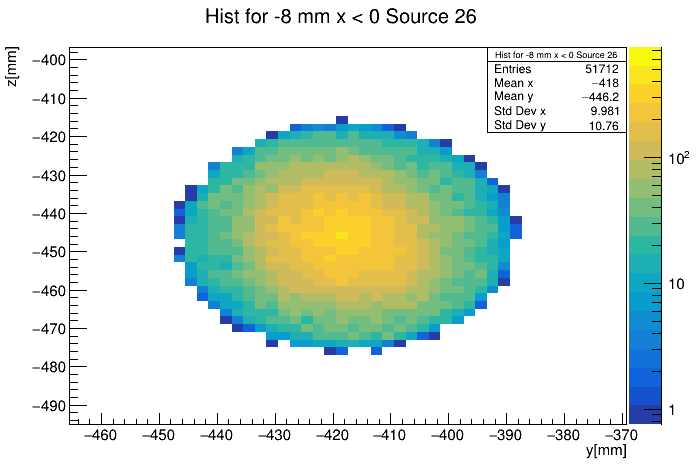 Hist for -8 mm x < 0 Source 26
z[mm]
−400
−410
−420
−430
−440
−450
−460
−470
−480
−490
−460 −450 −440 −430 −420 −410 −400 −390 −380 −370
y[mm]
Hist for -8 mm x < 0 Source 26
Entries 51712
Mean x −418
Mean y −446.2
Std Dev x 9.981
Std Dev y 10.76
10²
10
1